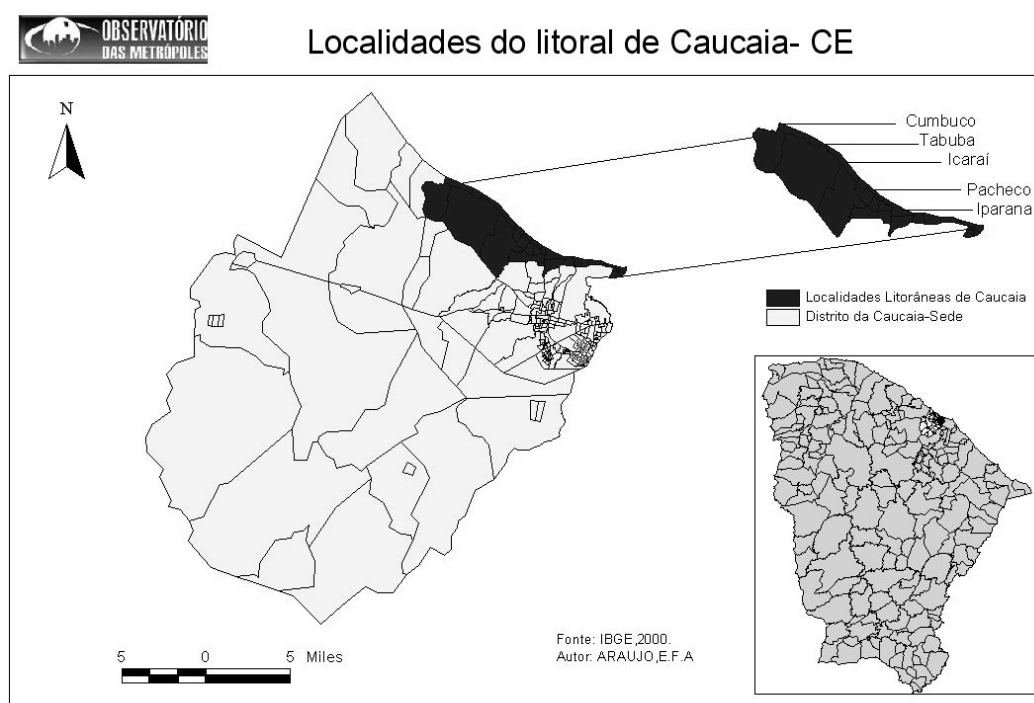 OBSERVATÓRIO
DAS METRÓPOLES
Localidades do litoral de Caucaia- CE
N
Cumbuco
Tabuba
Icaraí
Pacheco
Iparana
Localidades Litorâneas de Caucaia
Distrito da Caucaia-Sede
5 0 5 Miles
Fonte: IBGE,2000.
Autor: ARAUJO,E.F.A